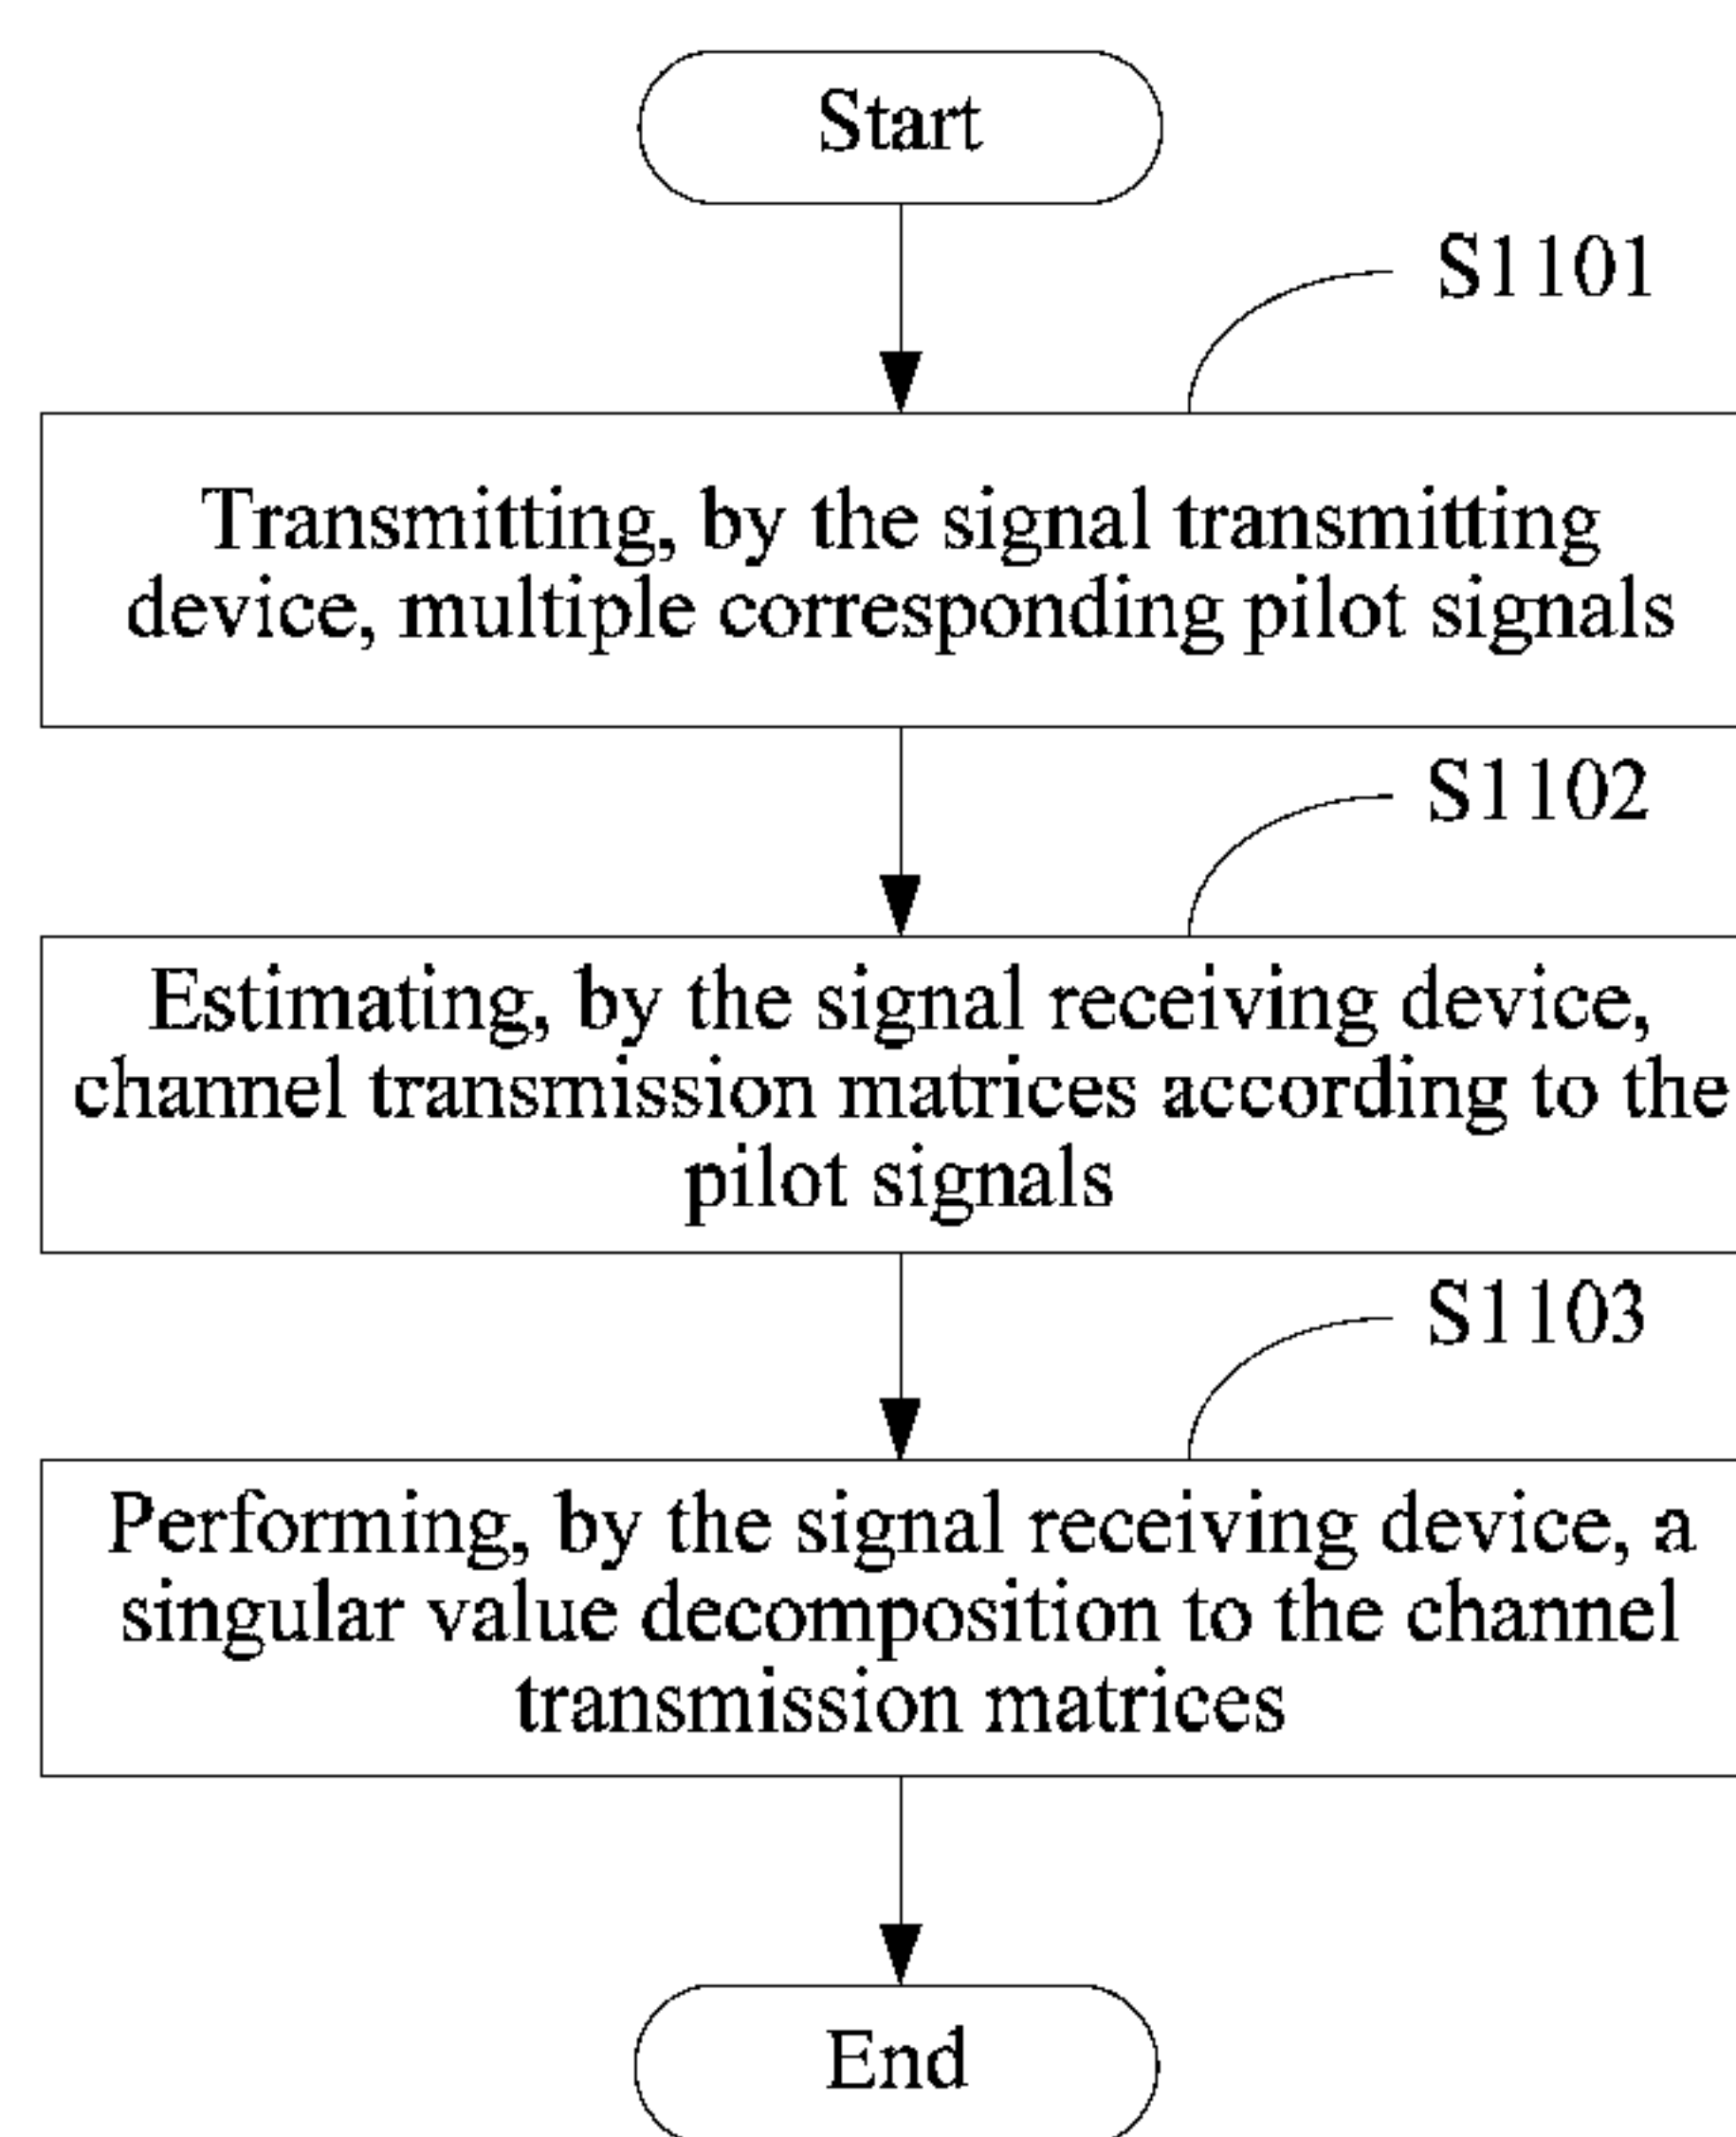 Start
S1101
Transmitting, by the signal transmitting
device, multiple corresponding pilot signals
S1102
Estimating, by the signal receiving device,
channel transmission matrices according to the
pilot signals
S1103
Performing, by the signal receiving device, a
singular value decomposition to the channel
transmission matrices
End